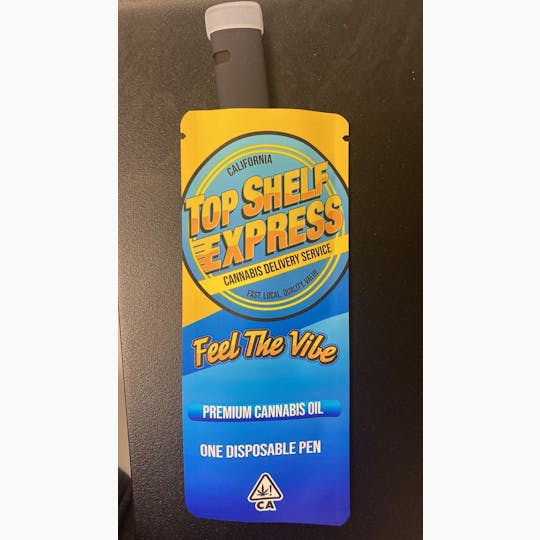 CALIFORNIA
TOP SHELF
EXPRESS
CANNABIS DELIVERY SERVICE
FAST. LOCAL. QUALITY. VALUE.
Feel The Vibe
PREMIUM CANNABIS OIL
ONE DISPOSABLE PEN
!
CA